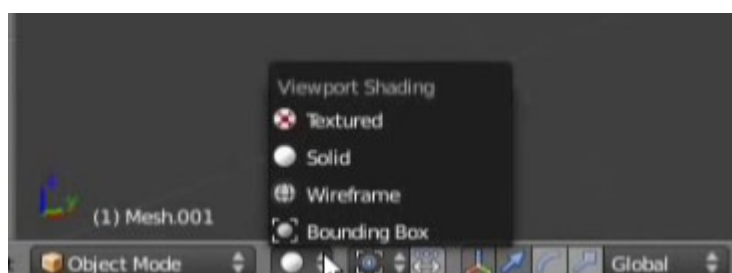 Viewport Shading
Textured
Solid
Wireframe
(1) Mesh.001
Bounding Box
Object Mode
Global